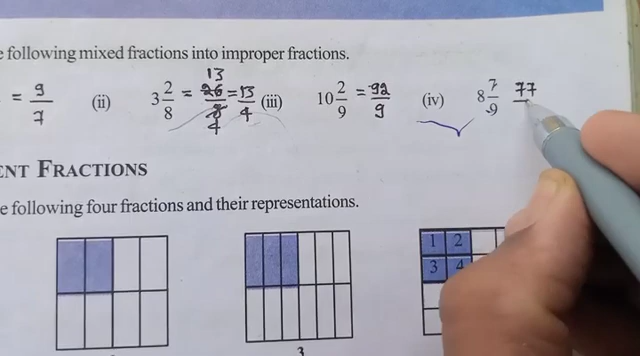 e following mixed fractions into improper fractions.
= 9/7 (ii) 3 2/8 = 13 26/8 4 = 13/4 (iii) 10 2/9 = 92/9 (iv) 8 7/9 77
ENT FRACTIONS
e following four fractions and their representations.
1 2
3 4
3